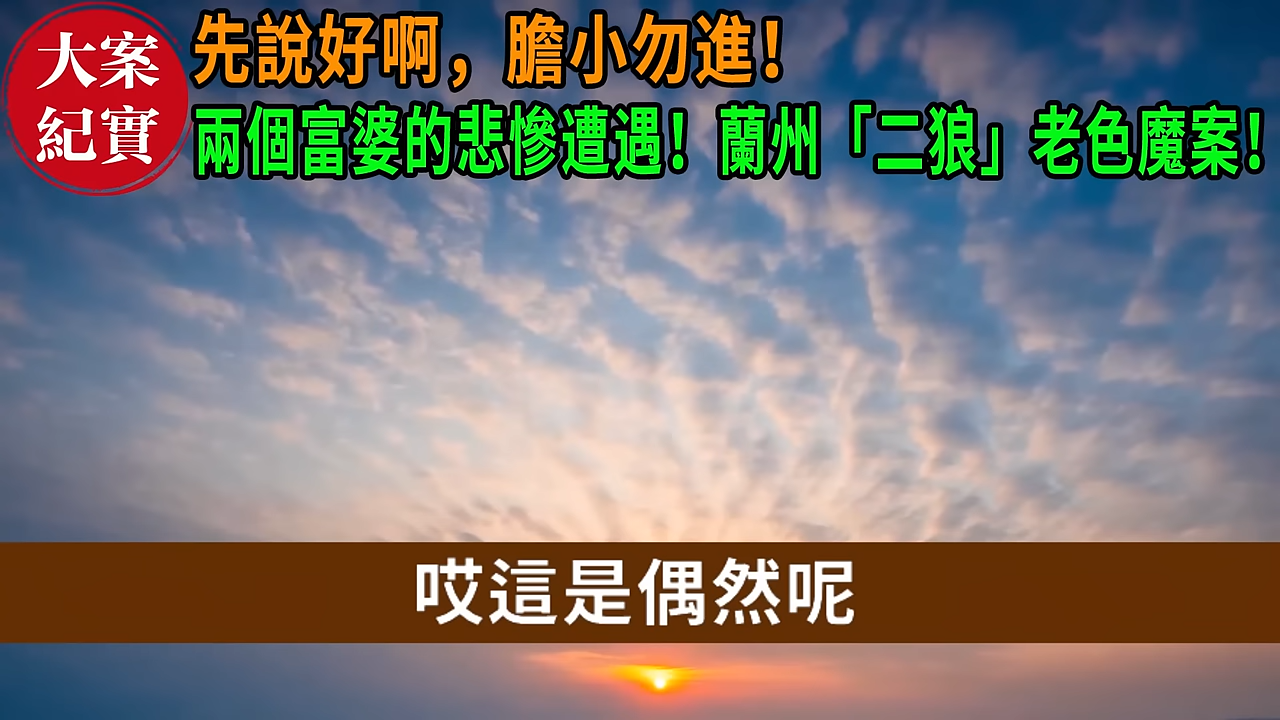 大案
紀實
先說好啊，膽小勿進！
兩個富婆的悲慘遭遇！蘭州「二狼」老色魔案！
哎這是偶然呢